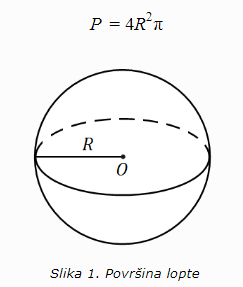 P = 4R²π
R
O
Slika 1. Površina lopte